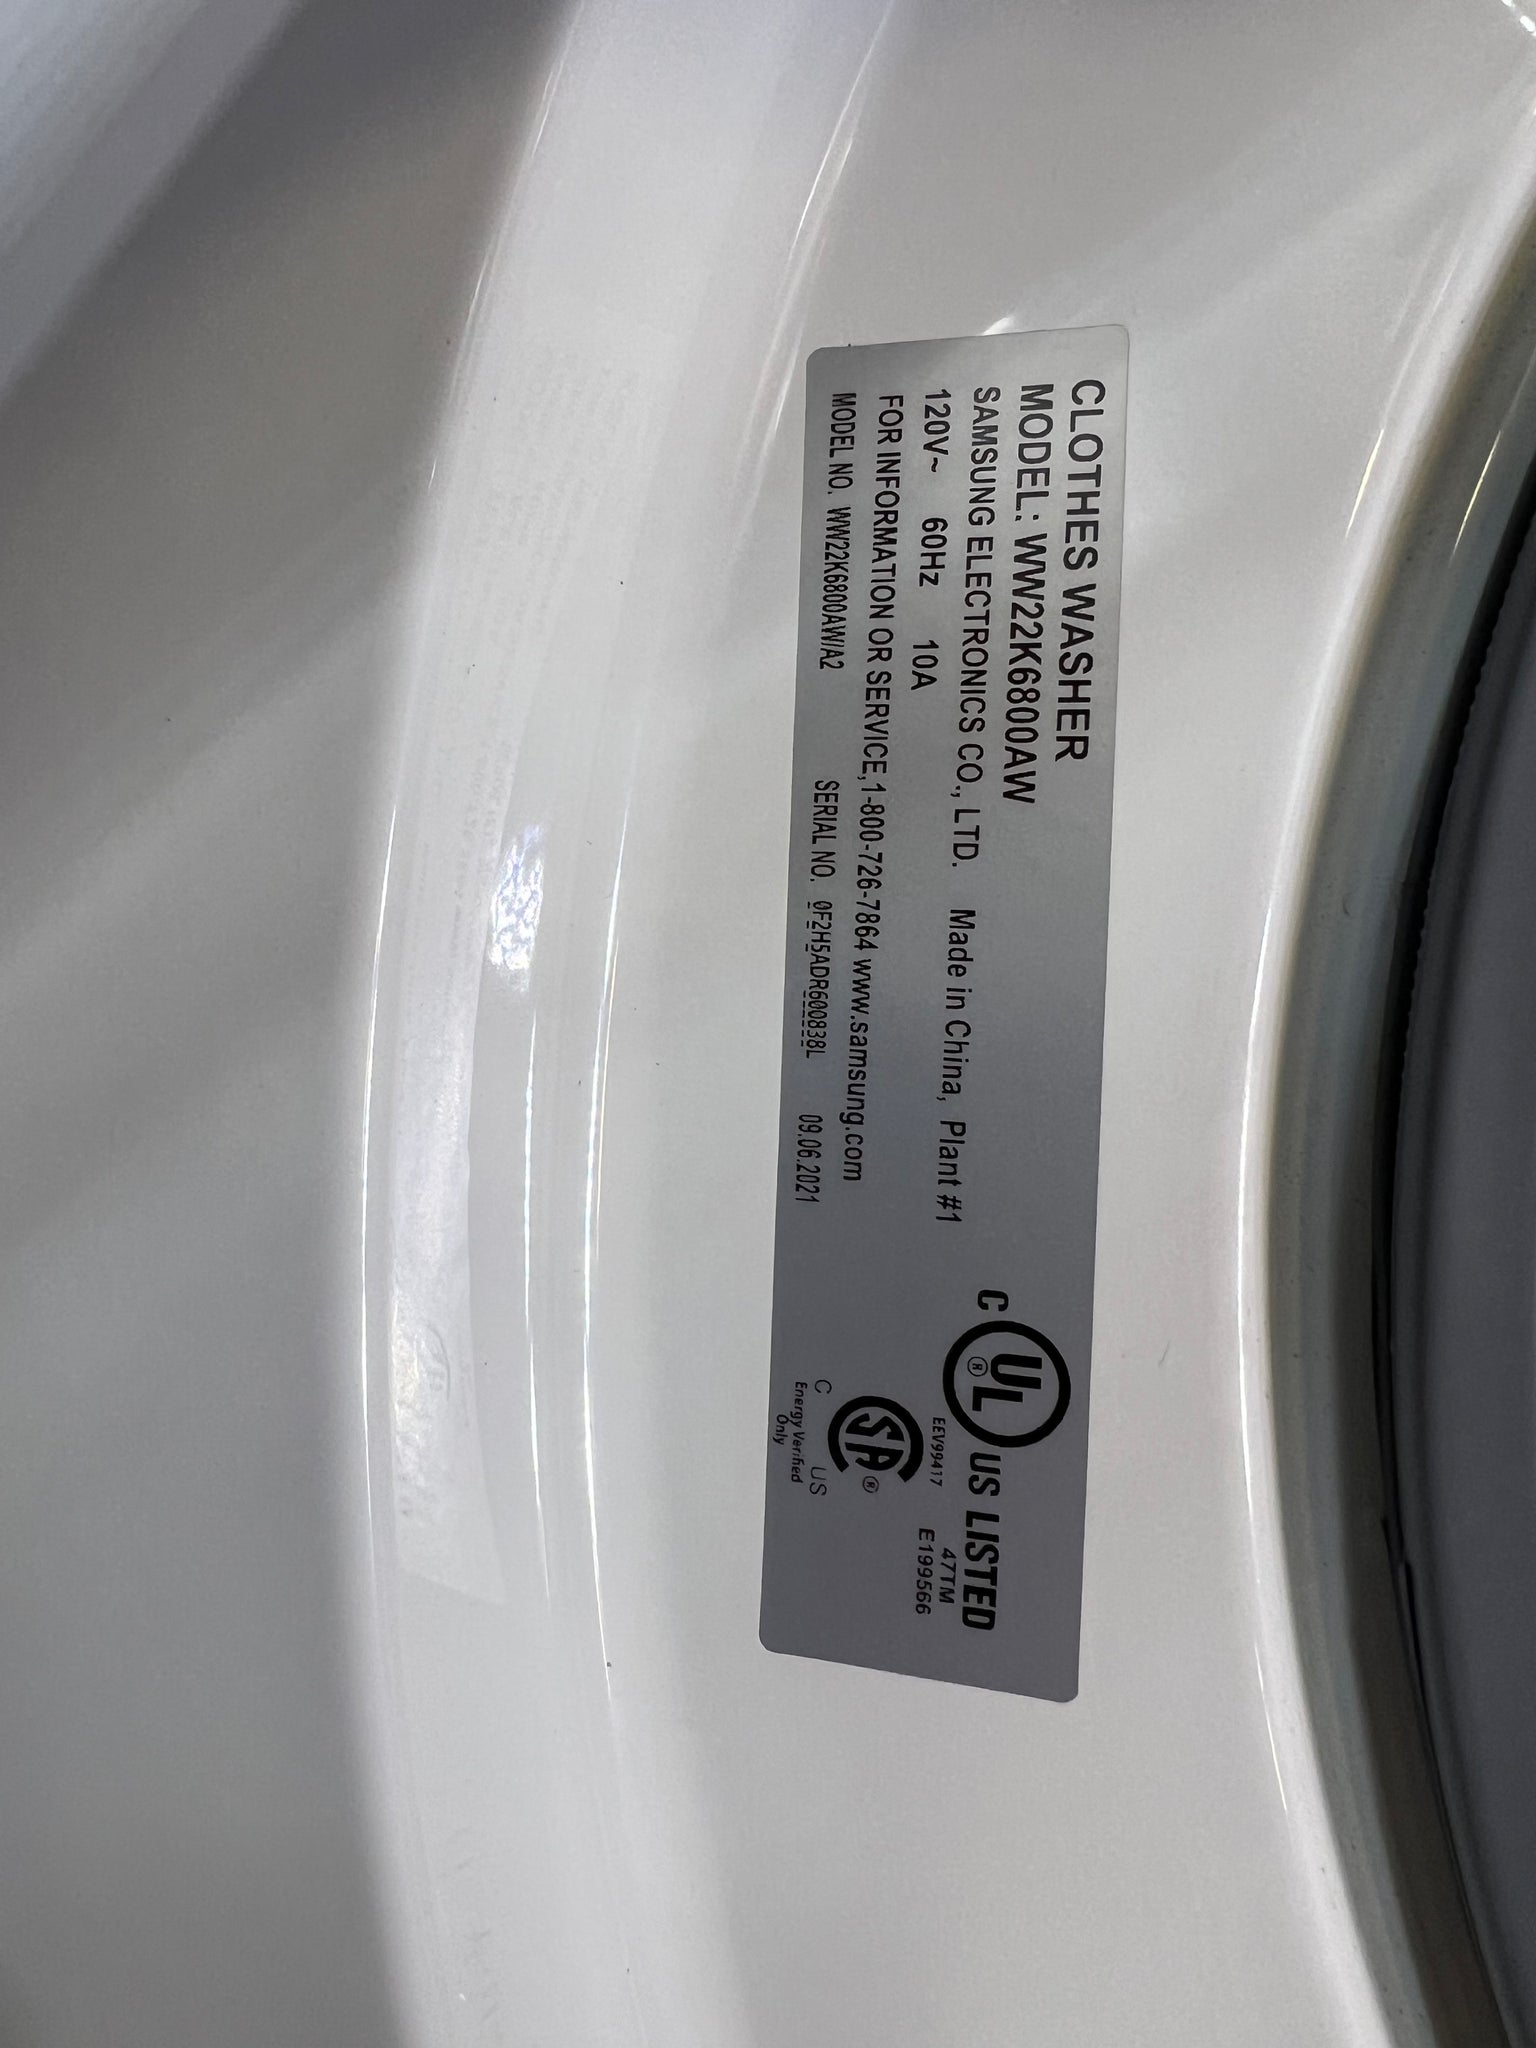 CLOTHES WASHER
MODEL: WW22K6800AW
SAMSUNG ELECTRONICS CO., LTD. Made in China, Plant #1
120V~ 60Hz 10A
FOR INFORMATION OR SERVICE,1-800-726-7864 www.samsung.com
MODEL NO. WW22K6800AW/A2 SERIAL NO. 0F2H5ADR600838L 09.06.2021
C UL ® US LISTED
47TM
E199566
EEV99417
SA ®
C US
Energy Verified
Only